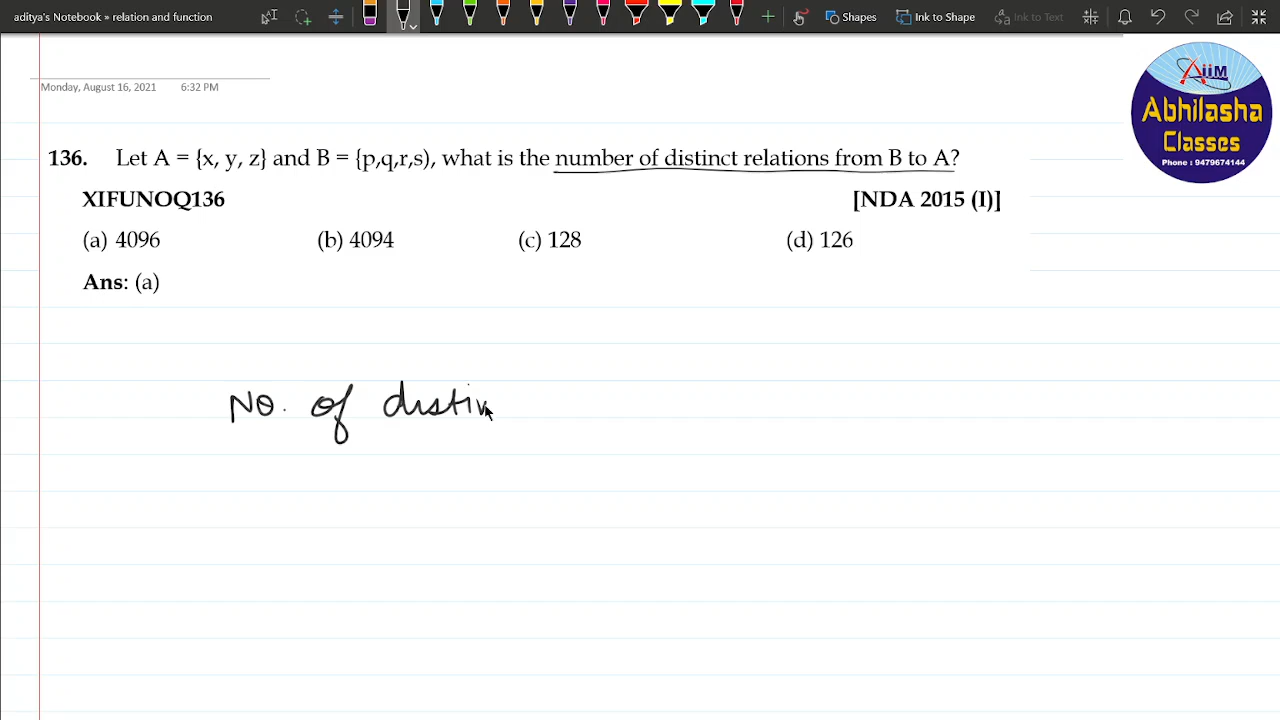 aditya's Notebook » relation and function
Shapes
Ink to Shape
Ink to Text
Monday, August 16, 2021 6:32 PM
AiiM
Abhilasha
Classes
Phone : 9479674144
136. Let A = {x, y, z} and B = {p,q,r,s), what is the number of distinct relations from B to A?
XIFUNOQ136 [NDA 2015 (I)]
(a) 4096 (b) 4094 (c) 128 (d) 126
Ans: (a)
No. of